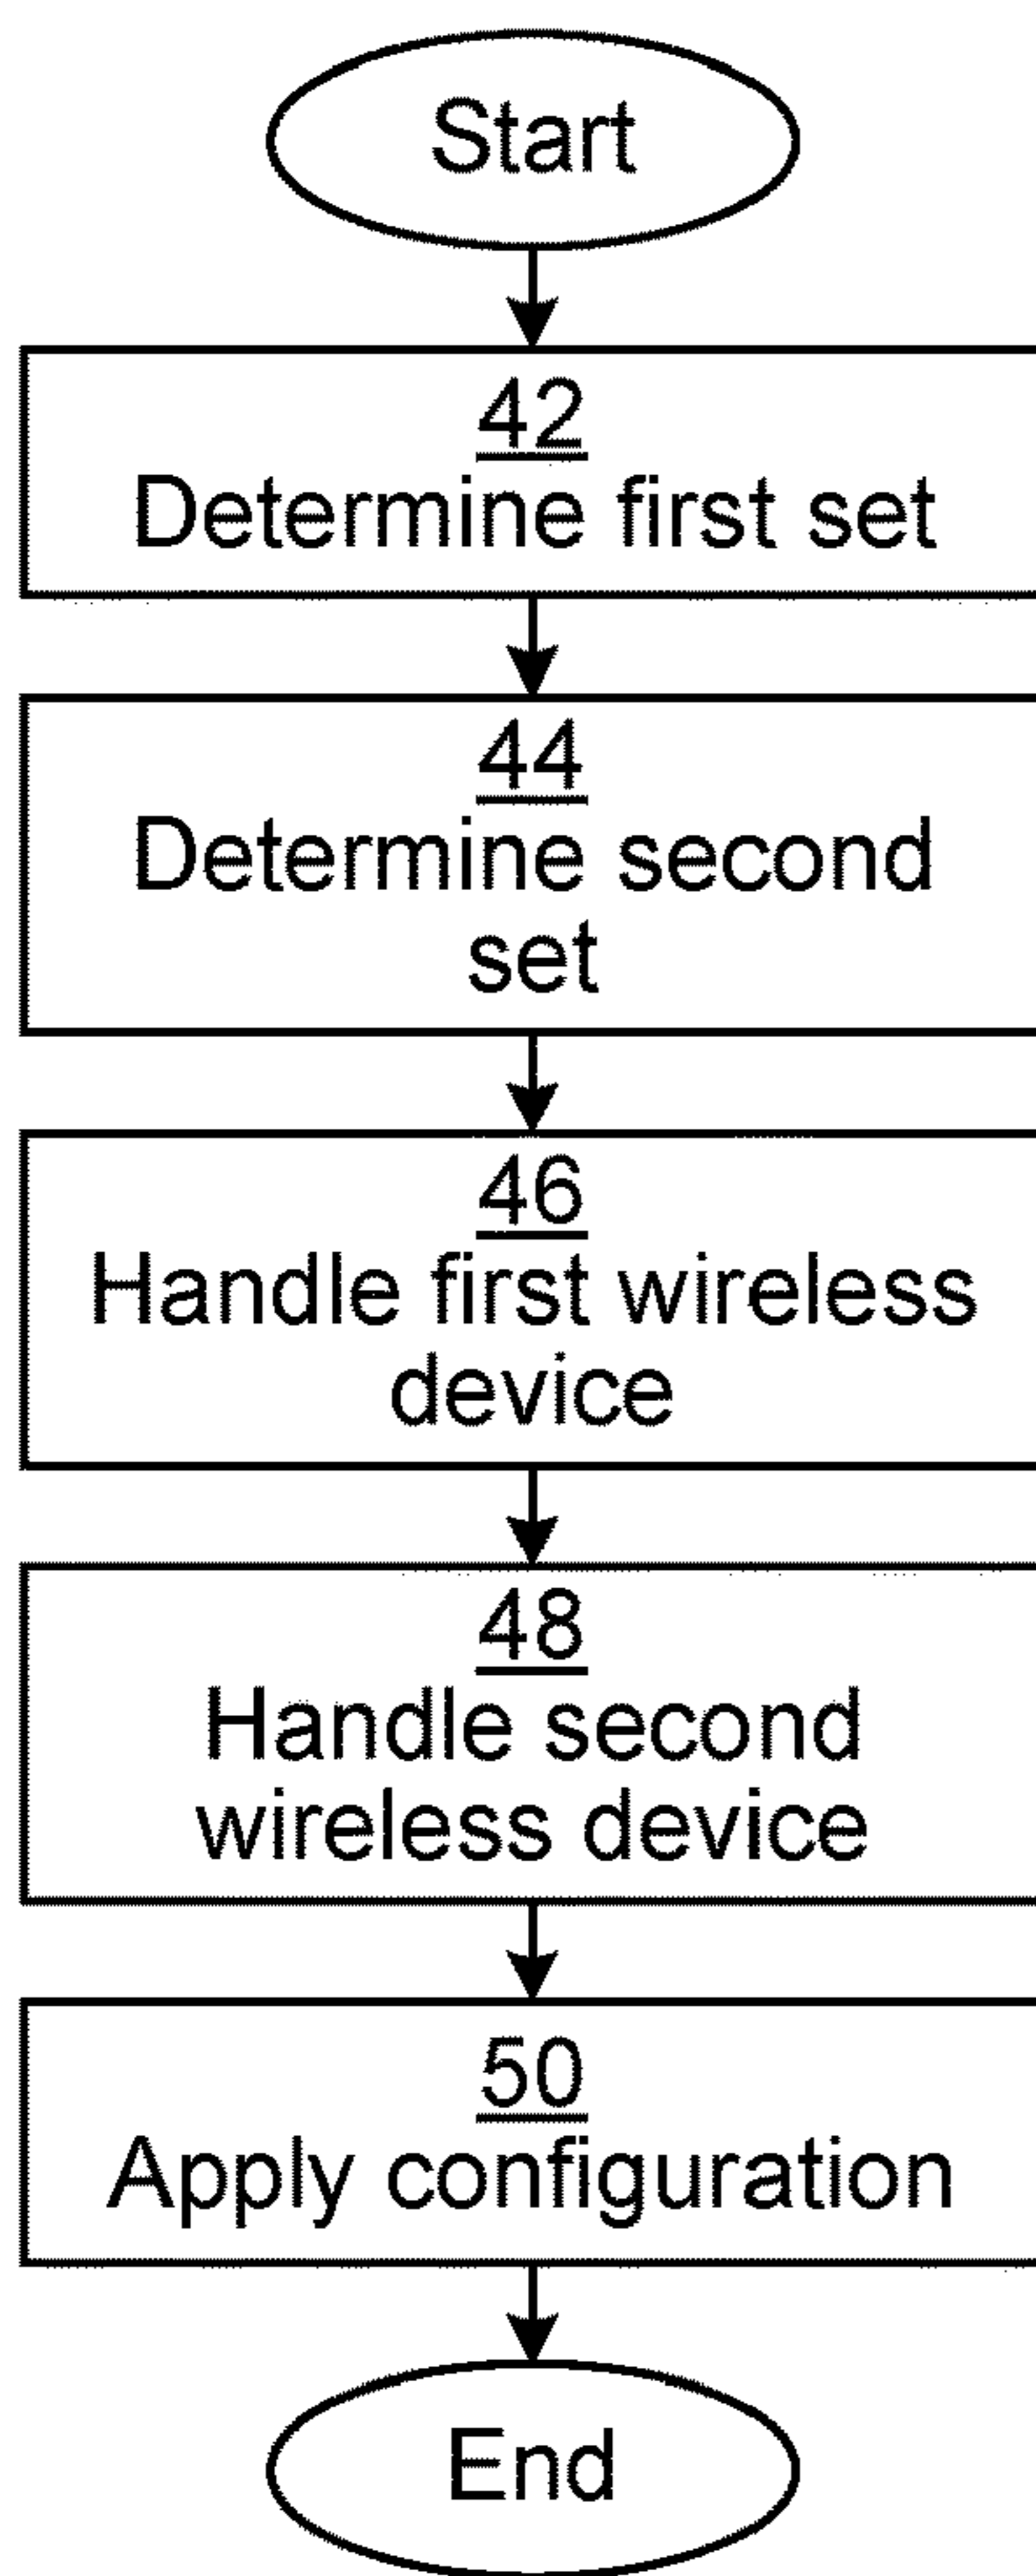 Start
42
Determine first set
44
Determine second
set
46
Handle first wireless
device
48
Handle second
wireless device
50
Apply configuration
End